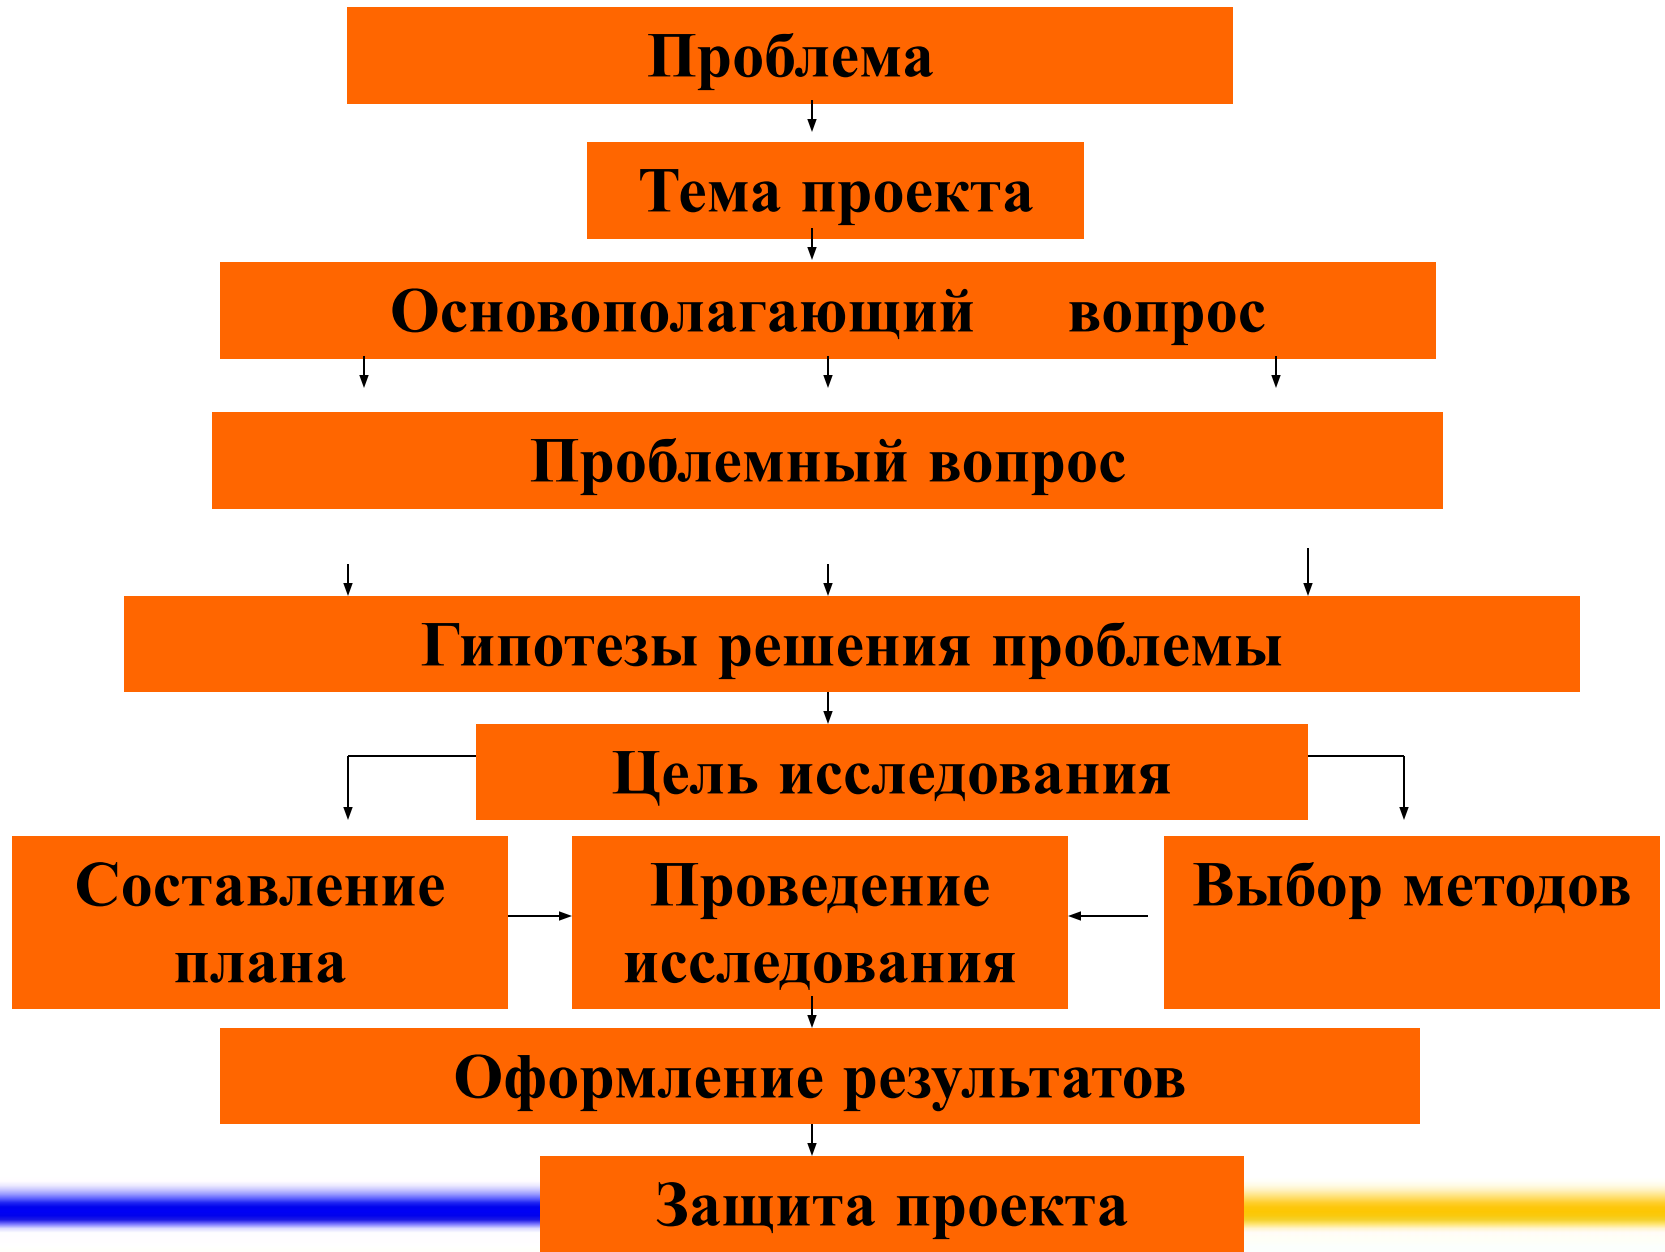 Проблема
Тема проекта
Основополагающий вопрос
Проблемный вопрос
Гипотезы решения проблемы
Цель исследования
Составление
плана
Проведение
исследования
Выбор методов
Оформление результатов
Защита проекта